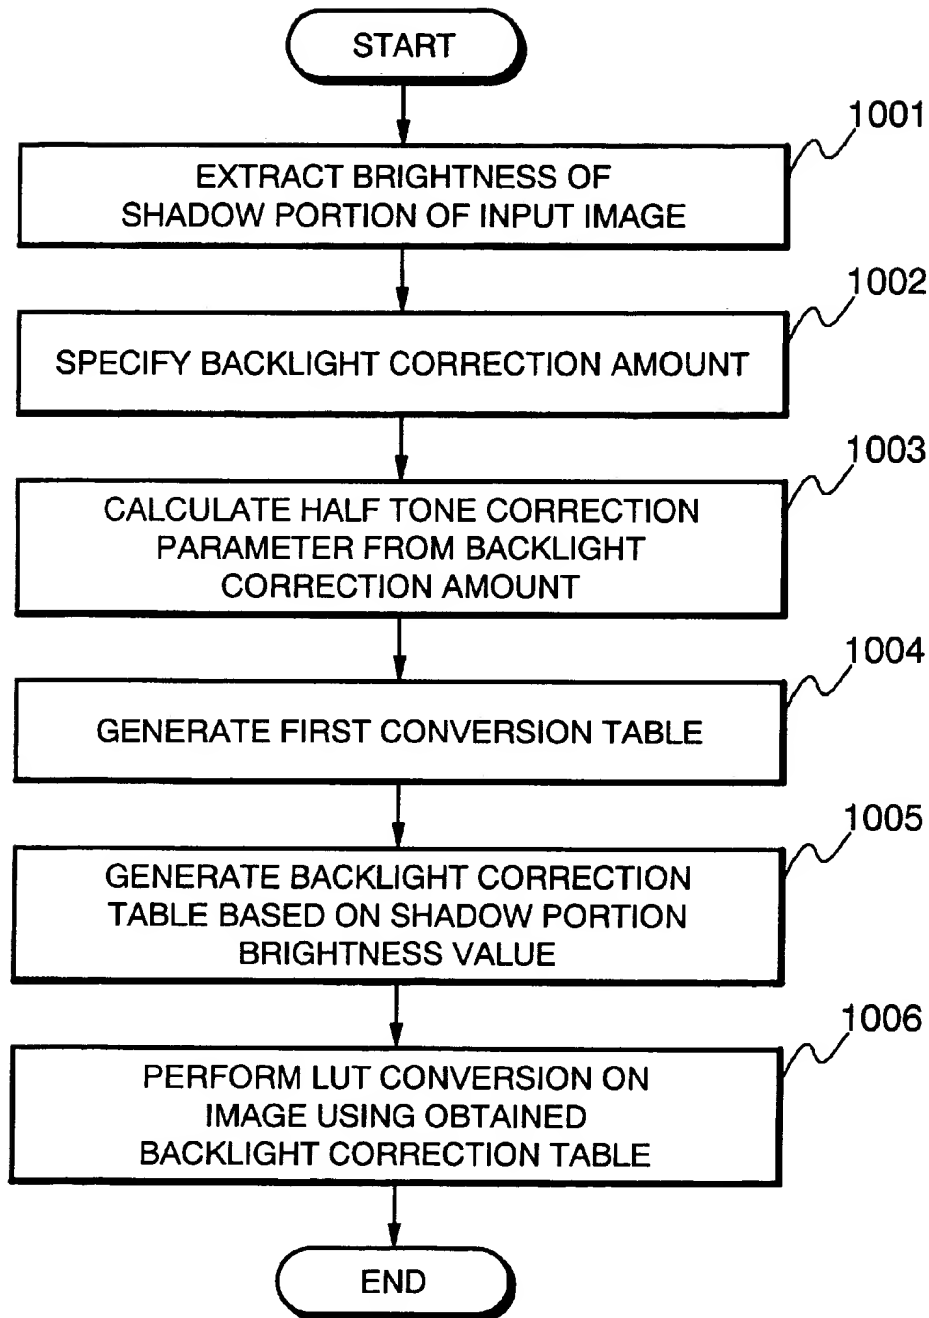 START
1001
EXTRACT BRIGHTNESS OF
SHADOW PORTION OF INPUT IMAGE
1002
SPECIFY BACKLIGHT CORRECTION AMOUNT
1003
CALCULATE HALF TONE CORRECTION
PARAMETER FROM BACKLIGHT
CORRECTION AMOUNT
1004
GENERATE FIRST CONVERSION TABLE
1005
GENERATE BACKLIGHT CORRECTION
TABLE BASED ON SHADOW PORTION
BRIGHTNESS VALUE
1006
PERFORM LUT CONVERSION ON
IMAGE USING OBTAINED
BACKLIGHT CORRECTION TABLE
END